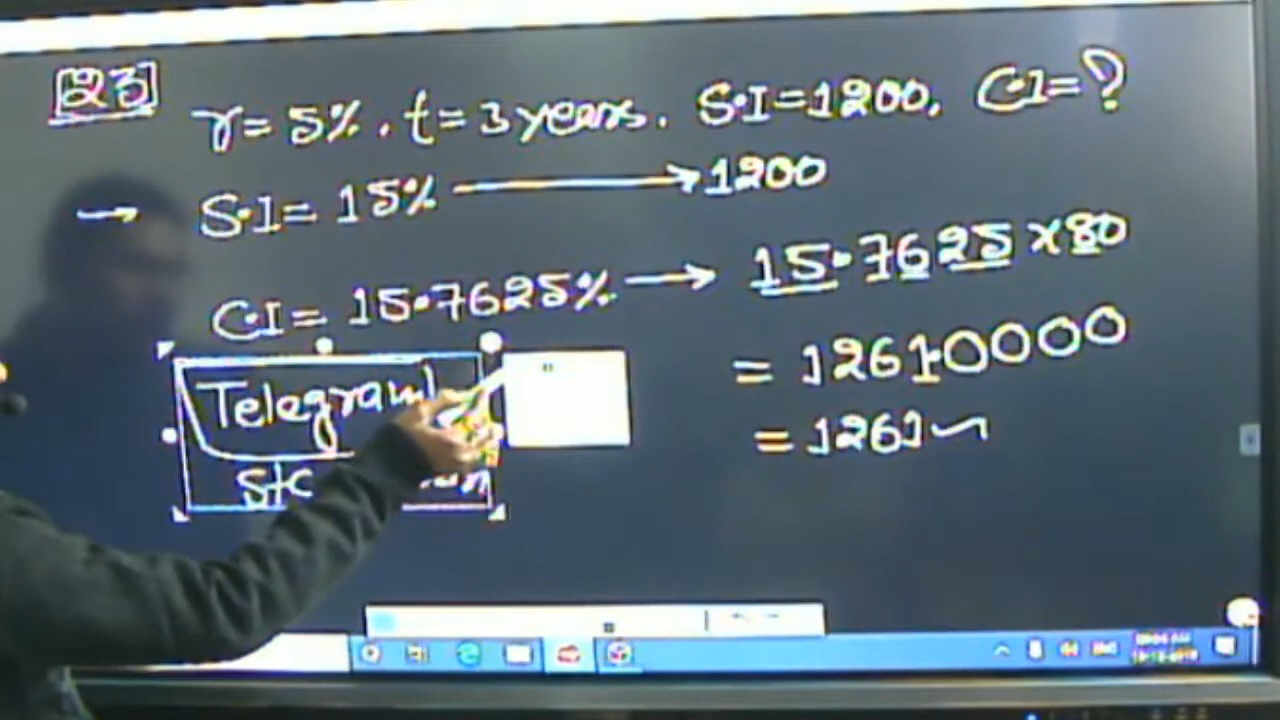 23
r = 5%, t = 3 years. S.I = 1200, C.I = ?
→ S.I = 15% → 1200
C.I = 15.7625% → 15.7625 x 80
= 1261.0000
= 1261
Telegram